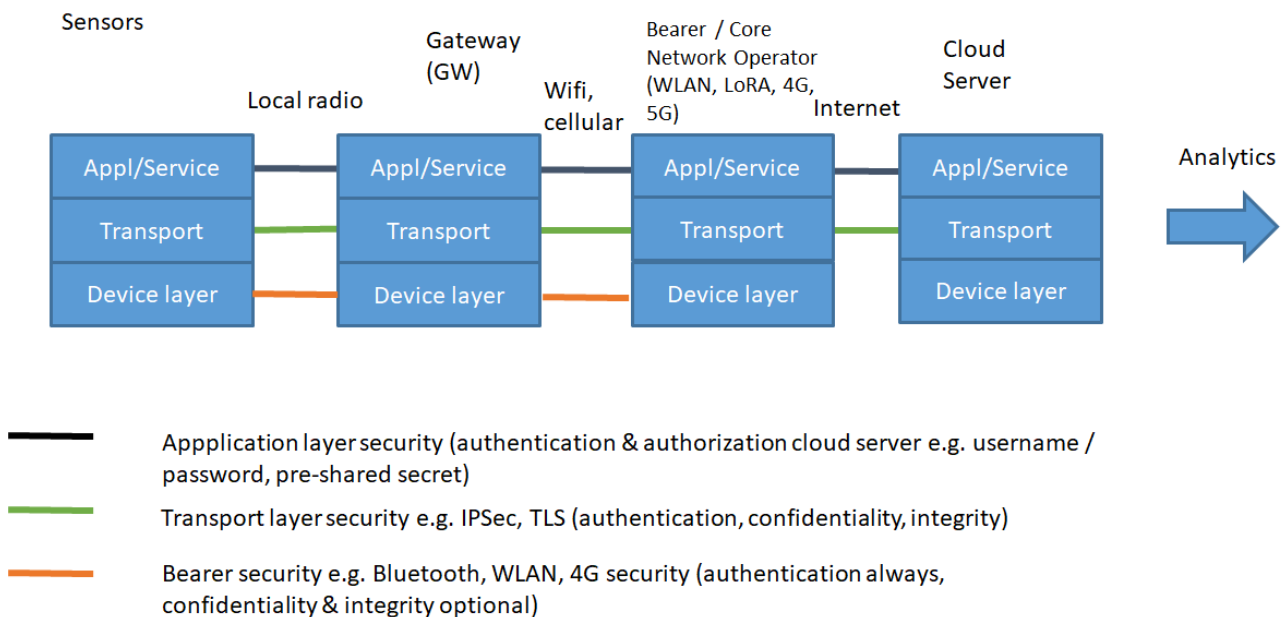 Sensors
Gateway
(GW)
Bearer / Core
Network Operator
(WLAN, LoRA, 4G,
5G)
Cloud
Server
Local radio
Wifi,
cellular
Internet
Analytics
Appl/Service
Appl/Service
Appl/Service
Appl/Service
Transport
Transport
Transport
Transport
Device layer
Device layer
Device layer
Device layer
Appplication layer security (authentication & authorization cloud server e.g. username /
password, pre-shared secret)
Transport layer security e.g. IPSec, TLS (authentication, confidentiality, integrity)
Bearer security e.g. Bluetooth, WLAN, 4G security (authentication always,
confidentiality & integrity optional)